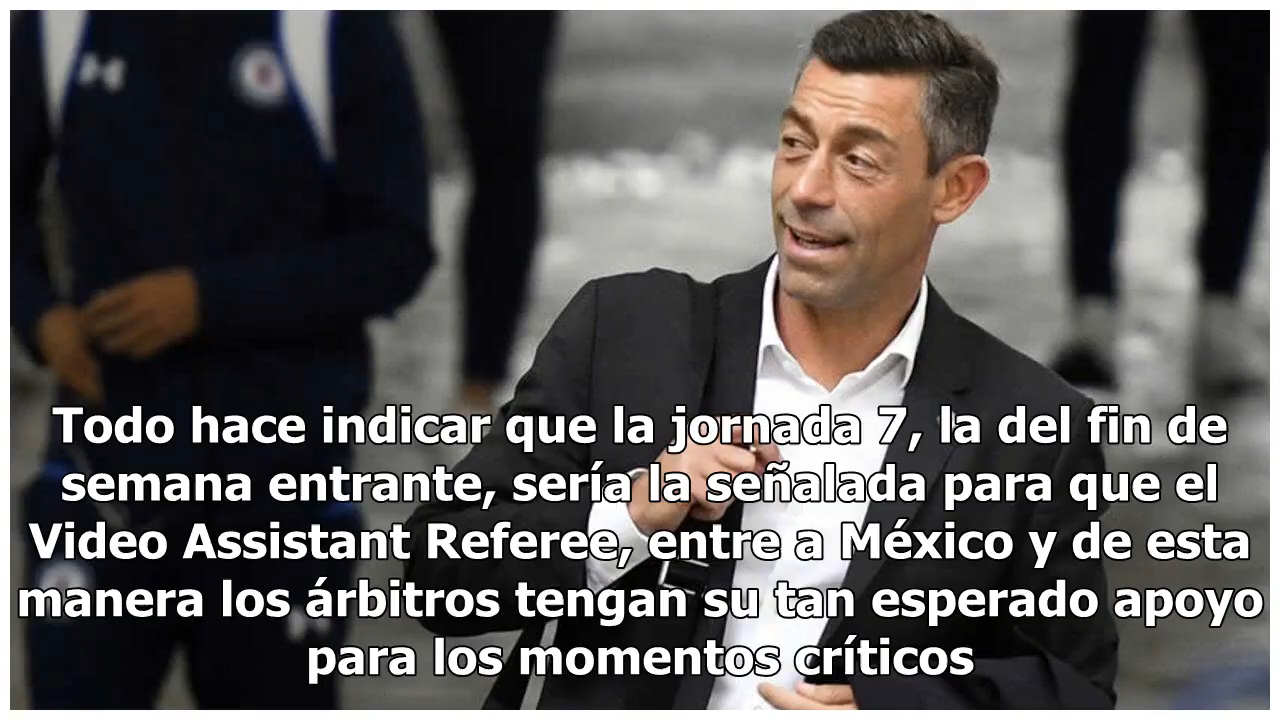 Todo hace indicar que la jornada 7, la del fin de
semana entrante, sería la señalada para que el
Video Assistant Referee, entre a México y de esta
manera los árbitros tengan su tan esperado apoyo
para los momentos críticos